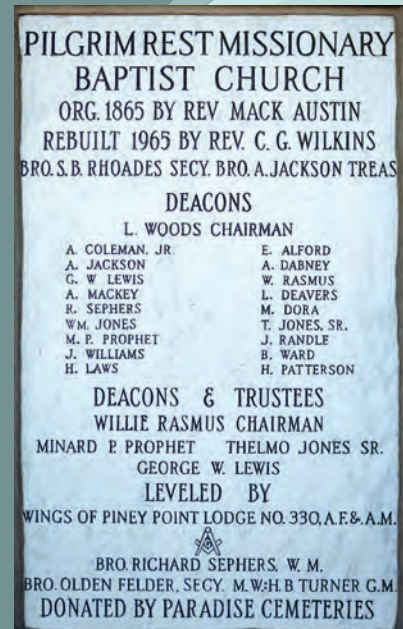 PILGRIM REST MISSIONARY
BAPTIST CHURCH
ORG. 1865 BY REV MACK AUSTIN
REBUILT 1965 BY REV. C. G. WILKINS
BRO. S. B. RHOADES SECY. BRO. A. JACKSON TREAS
DEACONS
L. WOODS CHAIRMAN
A. COLEMAN, JR
A. JACKSON
G. W LEWIS
A. MACKEY
R. SEPHERS
WM. JONES
M. P. PROPHET
J. WILLIAMS
H. LAWS
E. ALFORD
A. DABNEY
W. RASMUS
L. DEAVERS
M. DORA
T. JONES, SR.
J. RANDLE
B. WARD
H. PATTERSON
DEACONS & TRUSTEES
WILLIE RASMUS CHAIRMAN
MINARD P. PROPHET THELMO JONES SR.
GEORGE W. LEWIS
LEVELED BY
WINGS OF PINEY POINT LODGE NO. 330, A.F. & A.M.
G
BRO. RICHARD SEPHERS, W. M.
BRO. OLDEN FELDER, SECY. M.W.: H. B TURNER G.M.
DONATED BY PARADISE CEMETERIES